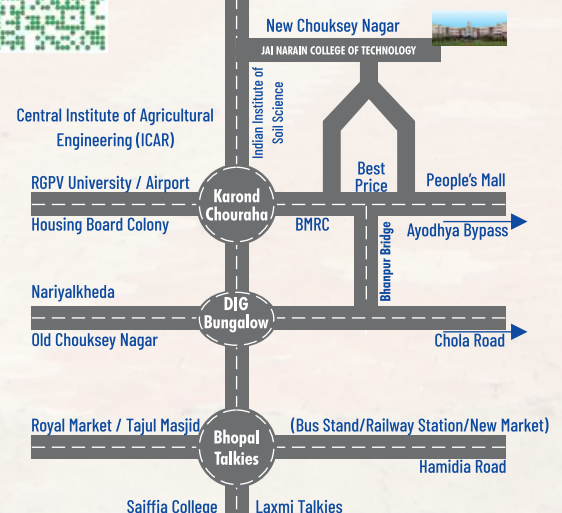 New Chouksey Nagar
JAI NARAIN COLLEGE OF TECHNOLOGY
Indian Institute of
Soil Science
Central Institute of Agricultural
Engineering (ICAR)
Best
Price
RGPV University / Airport
People's Mall
Karond
Chouraha
Housing Board Colony
BMRC
Ayodhya Bypass
Bhanpur Bridge
Nariyalkheda
DIG
Bungalow
Old Chouksey Nagar
Chola Road
Royal Market / Tajul Masjid
(Bus Stand/Railway Station/New Market)
Bhopal
Talkies
Hamidia Road
Saiffia College
Laxmi Talkies